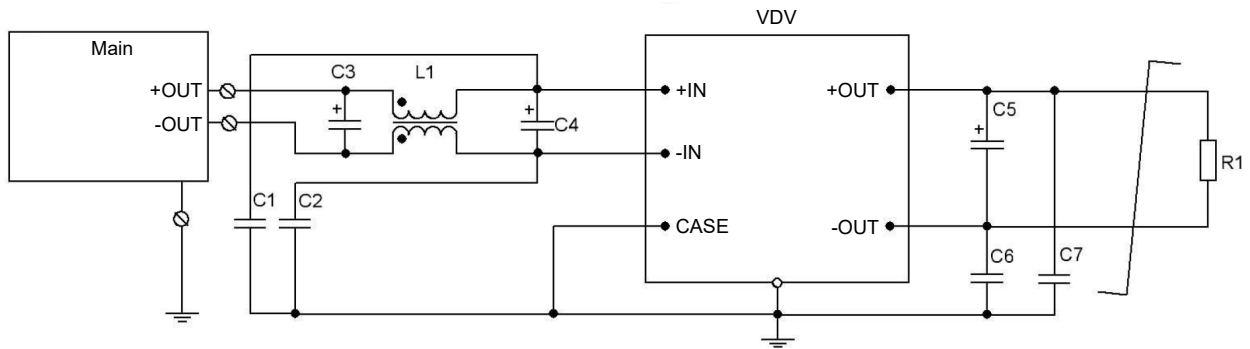 VDV
Main
C3
L1
+OUT
-OUT
+
+
C4
+IN
-IN
CASE
+OUT
-OUT
C5
+
R1
C1
C2
C6
C7